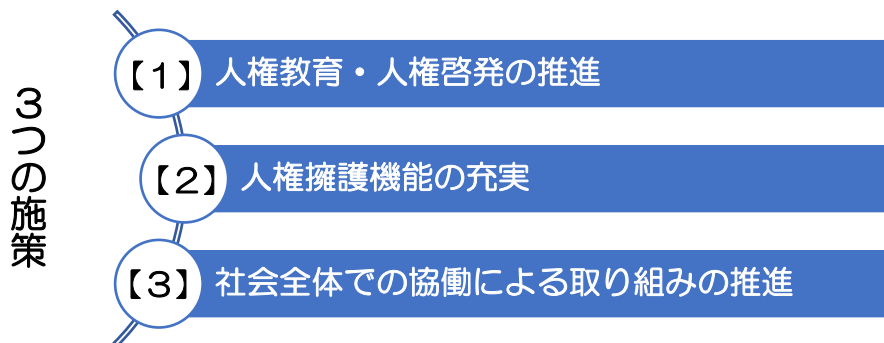 ３つの施策
【１】 人権教育・人権啓発の推進
【２】 人権擁護機能の充実
【３】 社会全体での協働による取り組みの推進